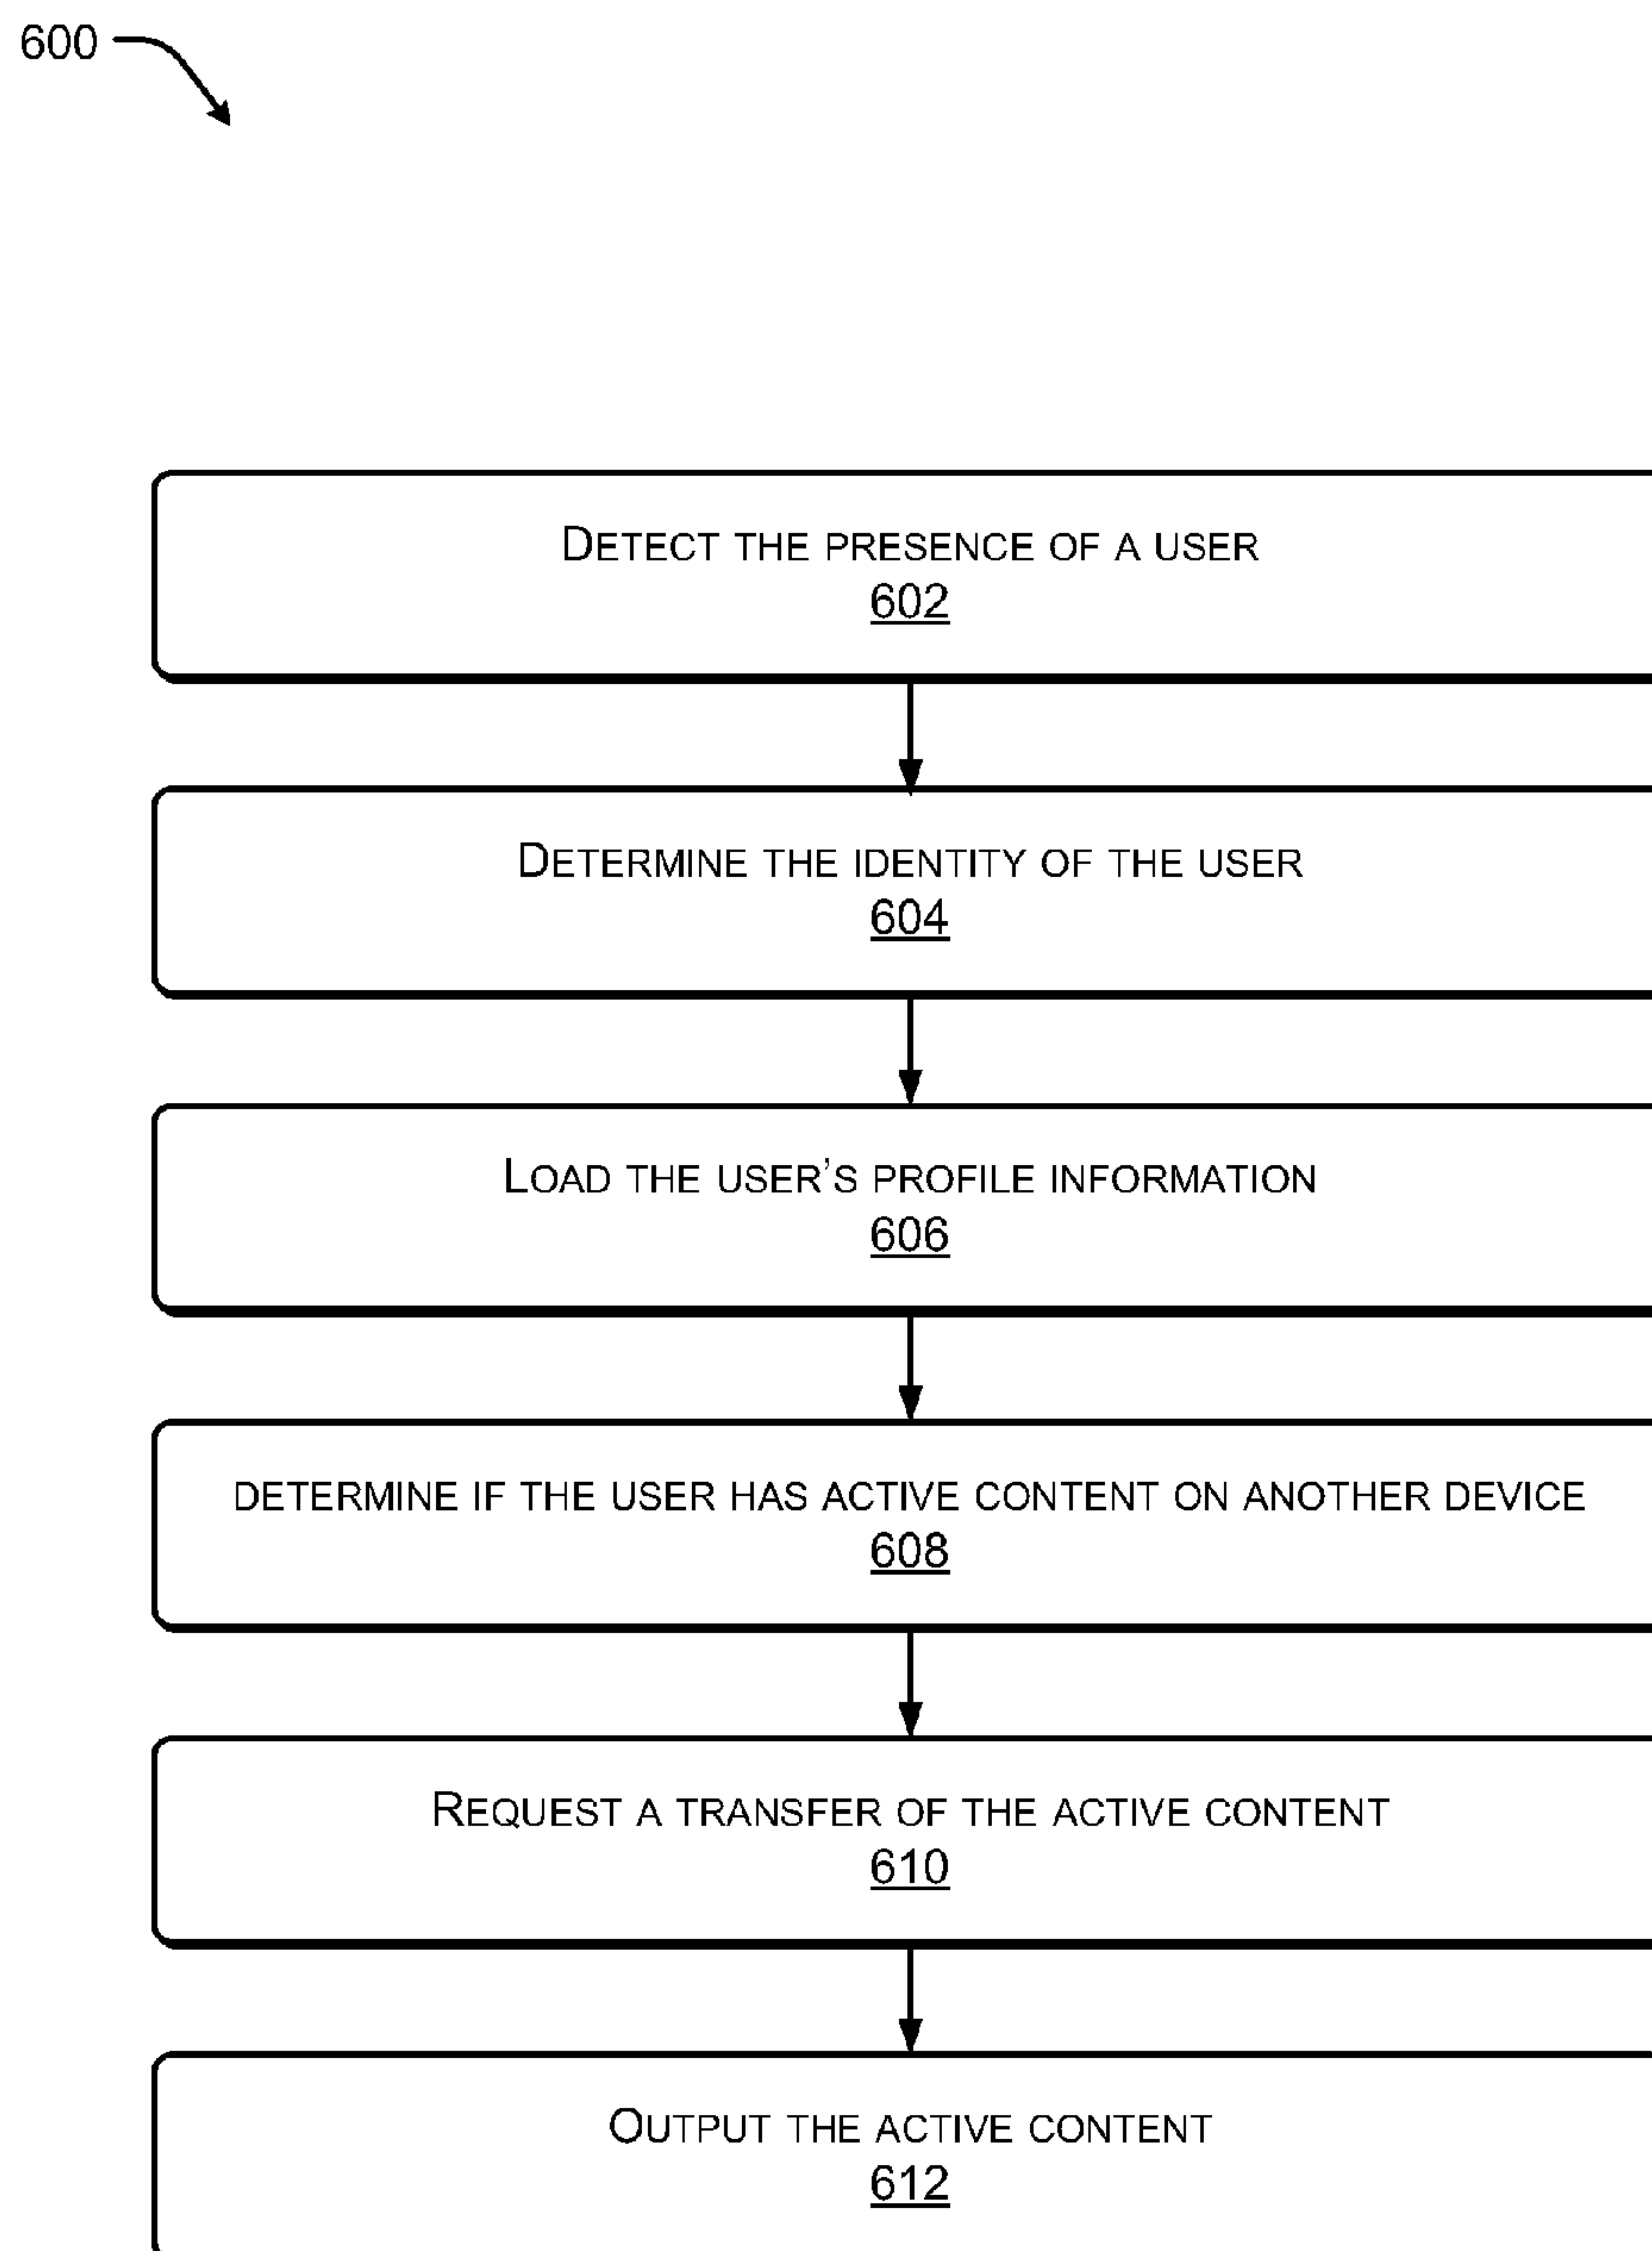 600
DETECT THE PRESENCE OF A USER
602
DETERMINE THE IDENTITY OF THE USER
604
LOAD THE USER'S PROFILE INFORMATION
606
DETERMINE IF THE USER HAS ACTIVE CONTENT ON ANOTHER DEVICE
608
REQUEST A TRANSFER OF THE ACTIVE CONTENT
610
OUTPUT THE ACTIVE CONTENT
612